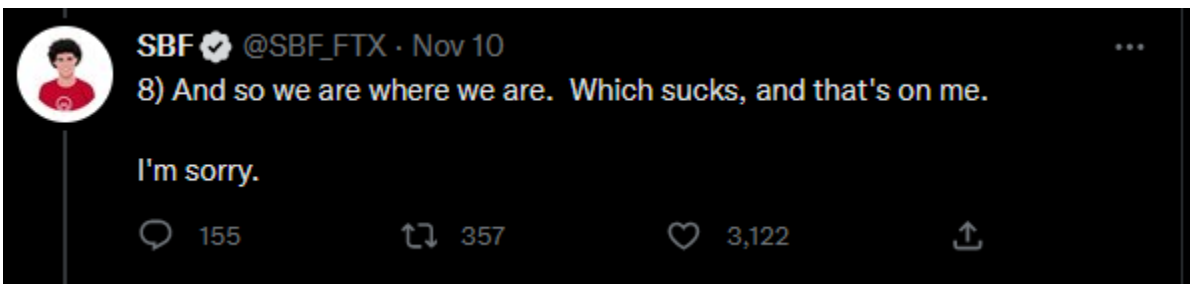 SBF @SBF_FTX · Nov 10
8) And so we are where we are.  Which sucks, and that's on me.
I'm sorry.
155 357 3,122